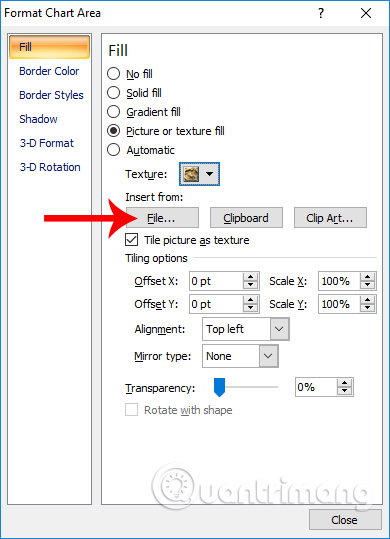 Format Chart Area
?
Fill
Border Color
Border Styles
Shadow
3-D Format
3-D Rotation
Fill
No fill
Solid fill
Gradient fill
Picture or texture fill
Automatic
Texture:
Insert from:
File... Clipboard Clip Art...
Tile picture as texture
Tiling options
Offset X: 0 pt Scale X: 100%
Offset Y: 0 pt Scale Y: 100%
Alignment: Top left
Mirror type: None
Transparency: 0%
Rotate with shape
Quantrimang
Close